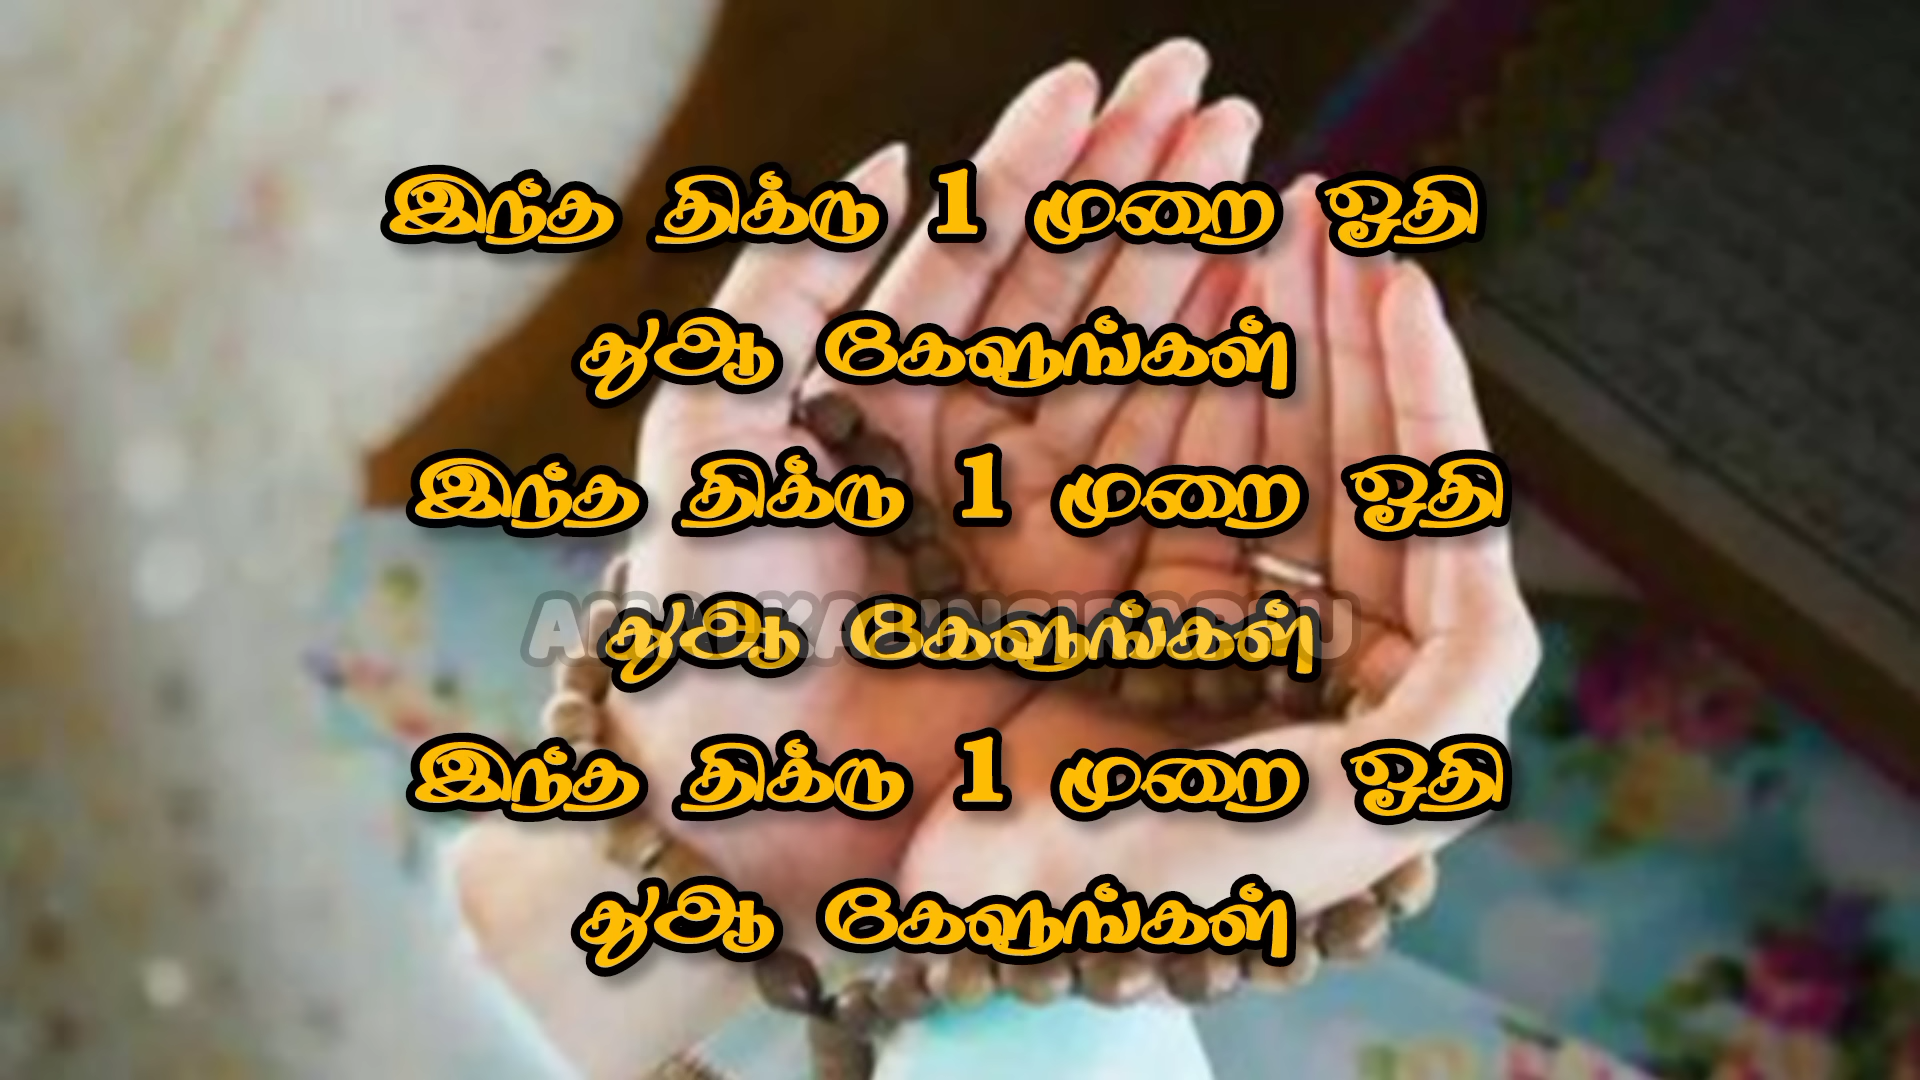 இந்த திக்ரு 1 முறை ஓதி
துஆ கேளுங்கள்
இந்த திக்ரு 1 முறை ஓதி
துஆ கேளுங்கள்
இந்த திக்ரு 1 முறை ஓதி
துஆ கேளுங்கள்